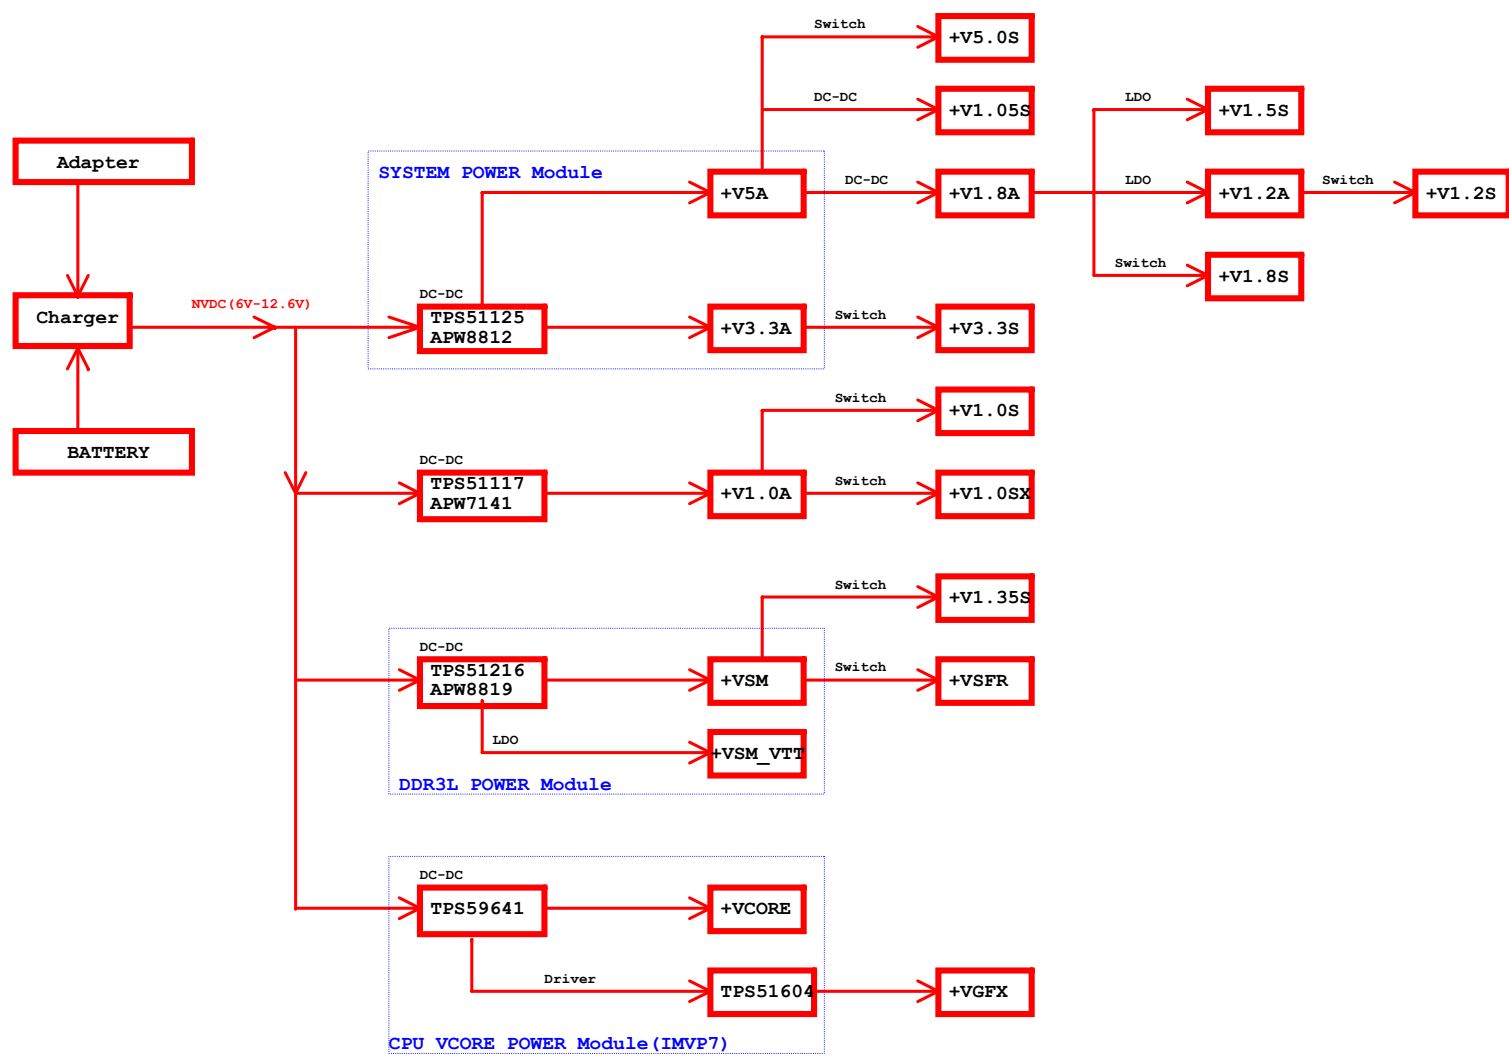 Switch
+V5.0S
DC-DC
+V1.05S
LDO
+V1.5S
Adapter
SYSTEM POWER Module
+V5A
DC-DC
+V1.8A
LDO
+V1.2A
Switch
+V1.2S
Switch
+V1.8S
Charger
NVDC(6V-12.6V)
DC-DC
TPS51125
APW8812
+V3.3A
Switch
+V3.3S
BATTERY
Switch
+V1.0S
DC-DC
TPS51117
APW7141
+V1.0A
Switch
+V1.0SX
Switch
+V1.35S
DC-DC
TPS51216
APW8819
+VSM
Switch
+VSFR
LDO
+VSM_VTT
DDR3L POWER Module
DC-DC
TPS59641
+VCORE
Driver
TPS51604
+VGFX
CPU VCORE POWER Module(IMVP7)